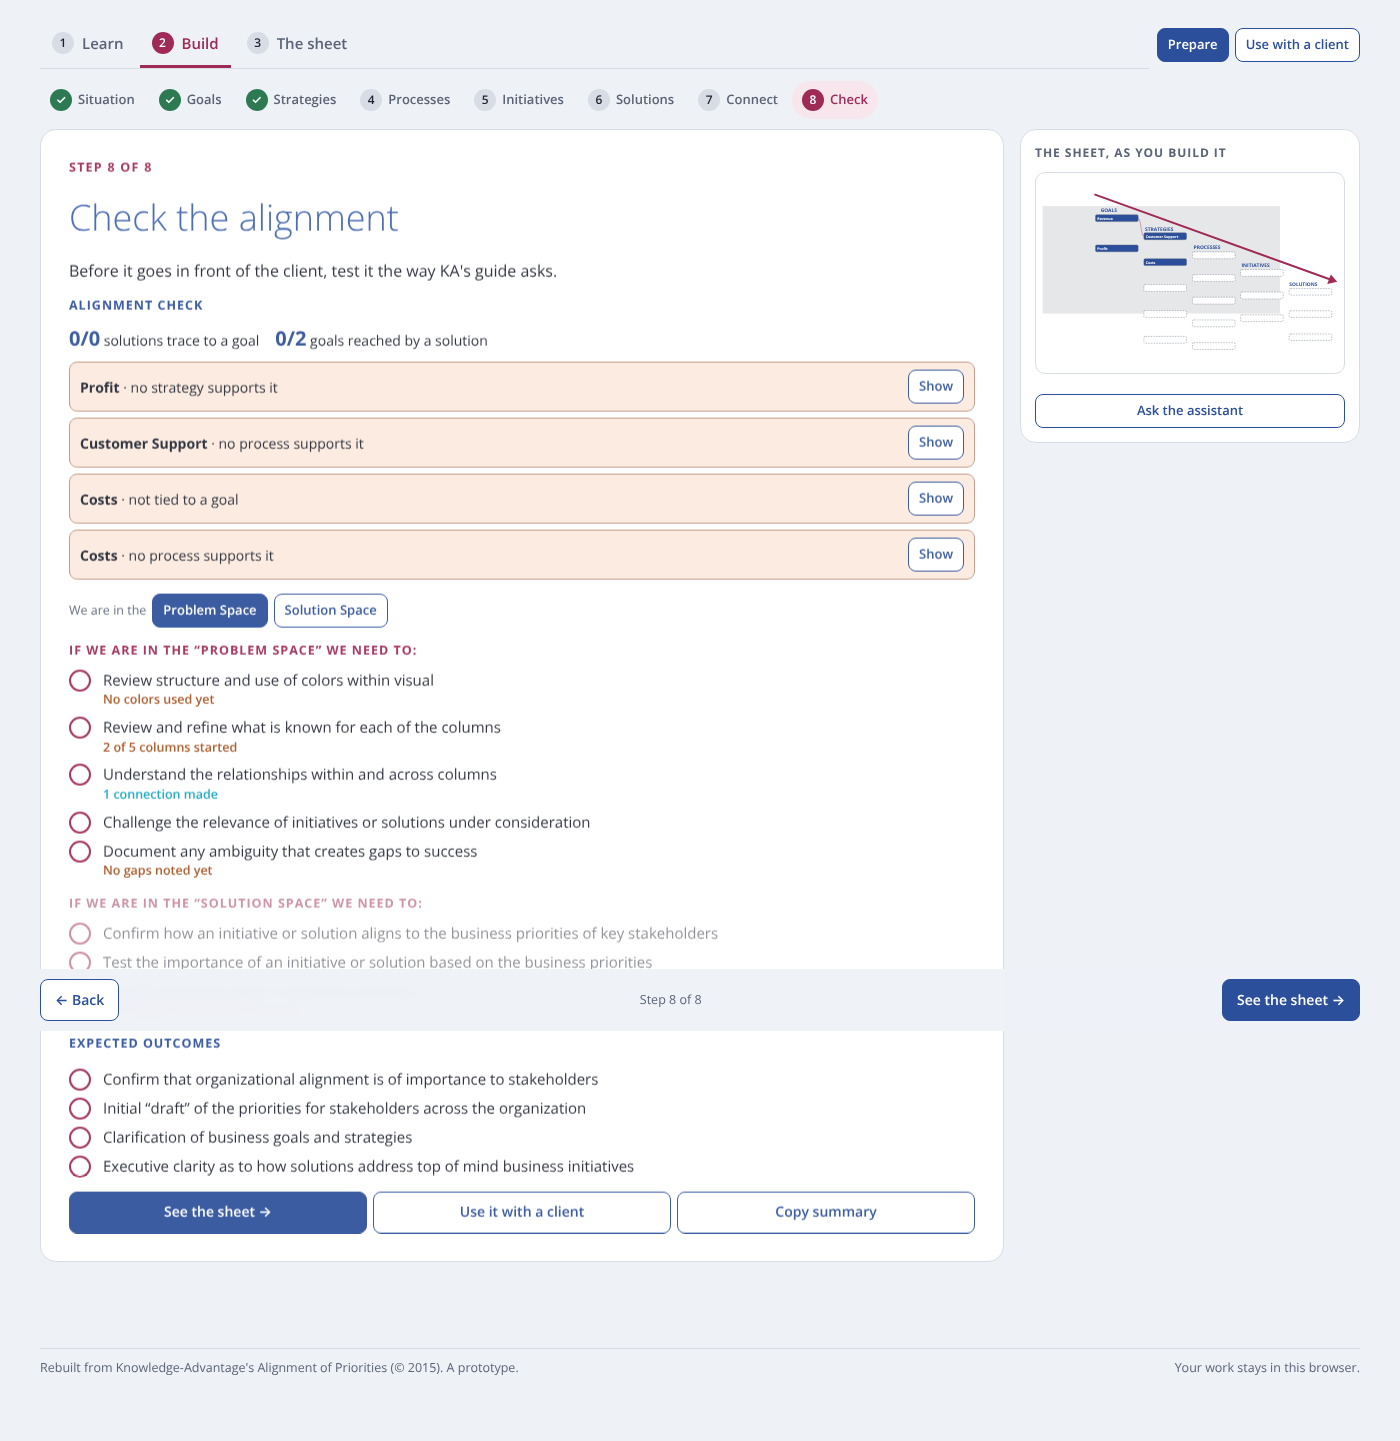 1 Learn 2 Build 3 The sheet Prepare Use with a client
Situation Goals Strategies 4 Processes 5 Initiatives 6 Solutions 7 Connect 8 Check
STEP 8 OF 8
Check the alignment
Before it goes in front of the client, test it the way KA's guide asks.
ALIGNMENT CHECK
0/0 solutions trace to a goal 0/2 goals reached by a solution
Profit · no strategy supports it Show
Customer Support · no process supports it Show
Costs · not tied to a goal Show
Costs · no process supports it Show
We are in the Problem Space Solution Space
IF WE ARE IN THE “PROBLEM SPACE” WE NEED TO:
Review structure and use of colors within visual
No colors used yet
Review and refine what is known for each of the columns
2 of 5 columns started
Understand the relationships within and across columns
1 connection made
Challenge the relevance of initiatives or solutions under consideration
Document any ambiguity that creates gaps to success
No gaps noted yet
IF WE ARE IN THE “SOLUTION SPACE” WE NEED TO:
Confirm how an initiative or solution aligns to the business priorities of key stakeholders
Test the importance of an initiative or solution based on the business priorities
← Back Step 8 of 8 See the sheet →
EXPECTED OUTCOMES
Confirm that organizational alignment is of importance to stakeholders
Initial “draft” of the priorities for stakeholders across the organization
Clarification of business goals and strategies
Executive clarity as to how solutions address top of mind business initiatives
See the sheet → Use it with a client Copy summary
THE SHEET, AS YOU BUILD IT
GOALS
Revenue
STRATEGIES
Customer Support
Profit
PROCESSES
Costs
INITIATIVES
SOLUTIONS
Ask the assistant
Rebuilt from Knowledge-Advantage's Alignment of Priorities (© 2015). A prototype. Your work stays in this browser.